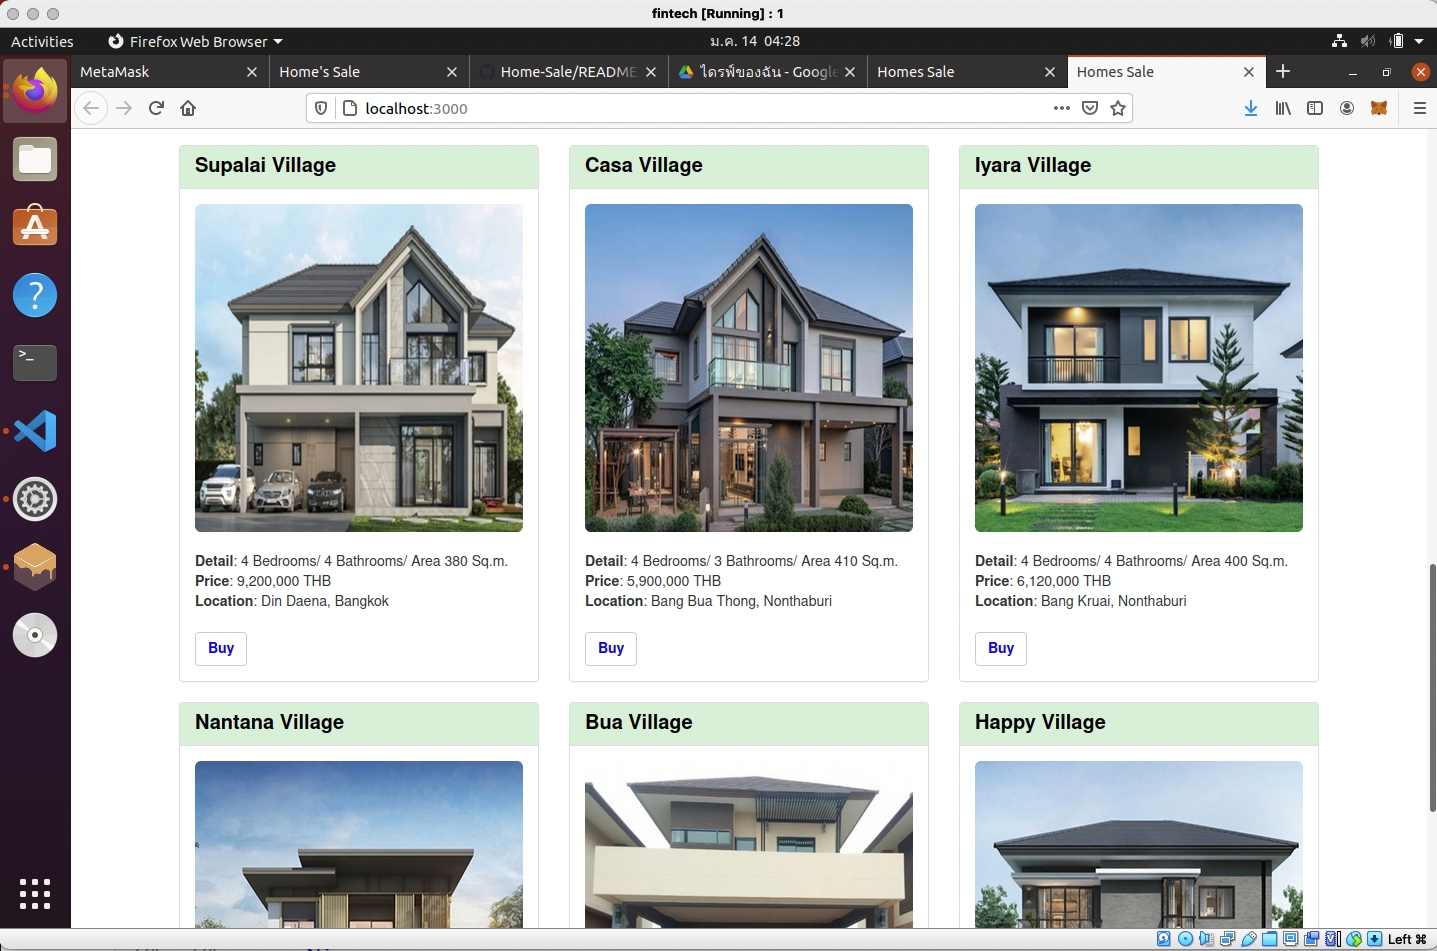 fintech [Running] : 1
Activities
Firefox Web Browser
ม.ค. 14 04:28
MetaMask
Home's Sale
Home-Sale/README
ไดรฟ์ของฉัน - Google
Homes Sale
Homes Sale
localhost:3000
Supalai Village
Detail: 4 Bedrooms/ 4 Bathrooms/ Area 380 Sq.m.
Price: 9,200,000 THB
Location: Din Daena, Bangkok
Buy
Casa Village
Detail: 4 Bedrooms/ 3 Bathrooms/ Area 410 Sq.m.
Price: 5,900,000 THB
Location: Bang Bua Thong, Nonthaburi
Buy
Iyara Village
Detail: 4 Bedrooms/ 4 Bathrooms/ Area 400 Sq.m.
Price: 6,120,000 THB
Location: Bang Kruai, Nonthaburi
Buy
Nantana Village
Bua Village
Happy Village
Left ⌘